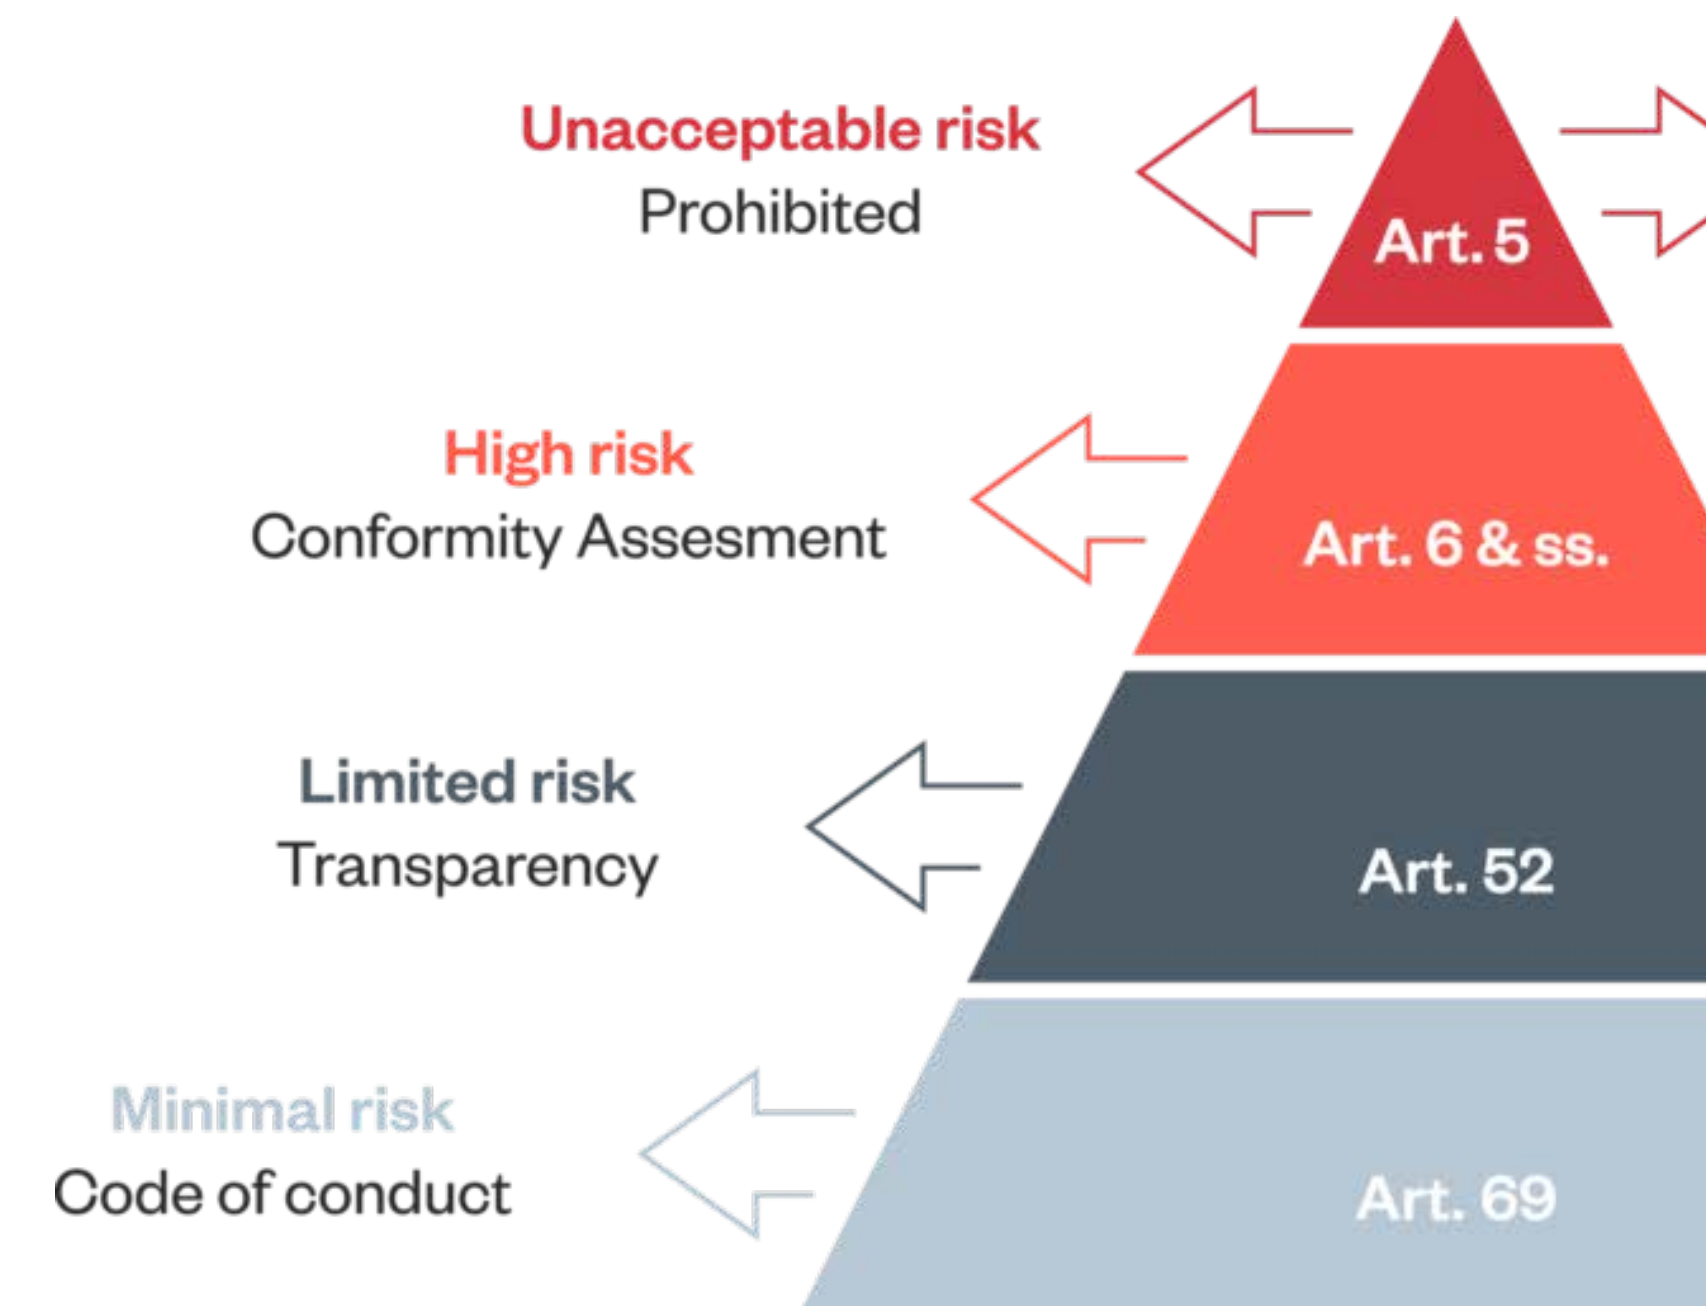 Unacceptable risk
Prohibited
Art. 5
High risk
Conformity Assesment
Art. 6 & ss.
Limited risk
Transparency
Art. 52
Minimal risk
Code of conduct
Art. 69